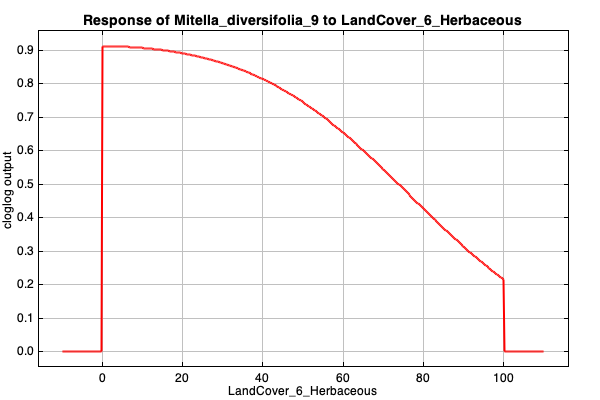 Response of Mitella_diversifolia_9 to LandCover_6_Herbaceous
0.9
0.8
0.7
0.6
0.5
0.4
0.3
0.2
0.1
0.0
cloglog output
0 20 40 60 80 100
LandCover_6_Herbaceous